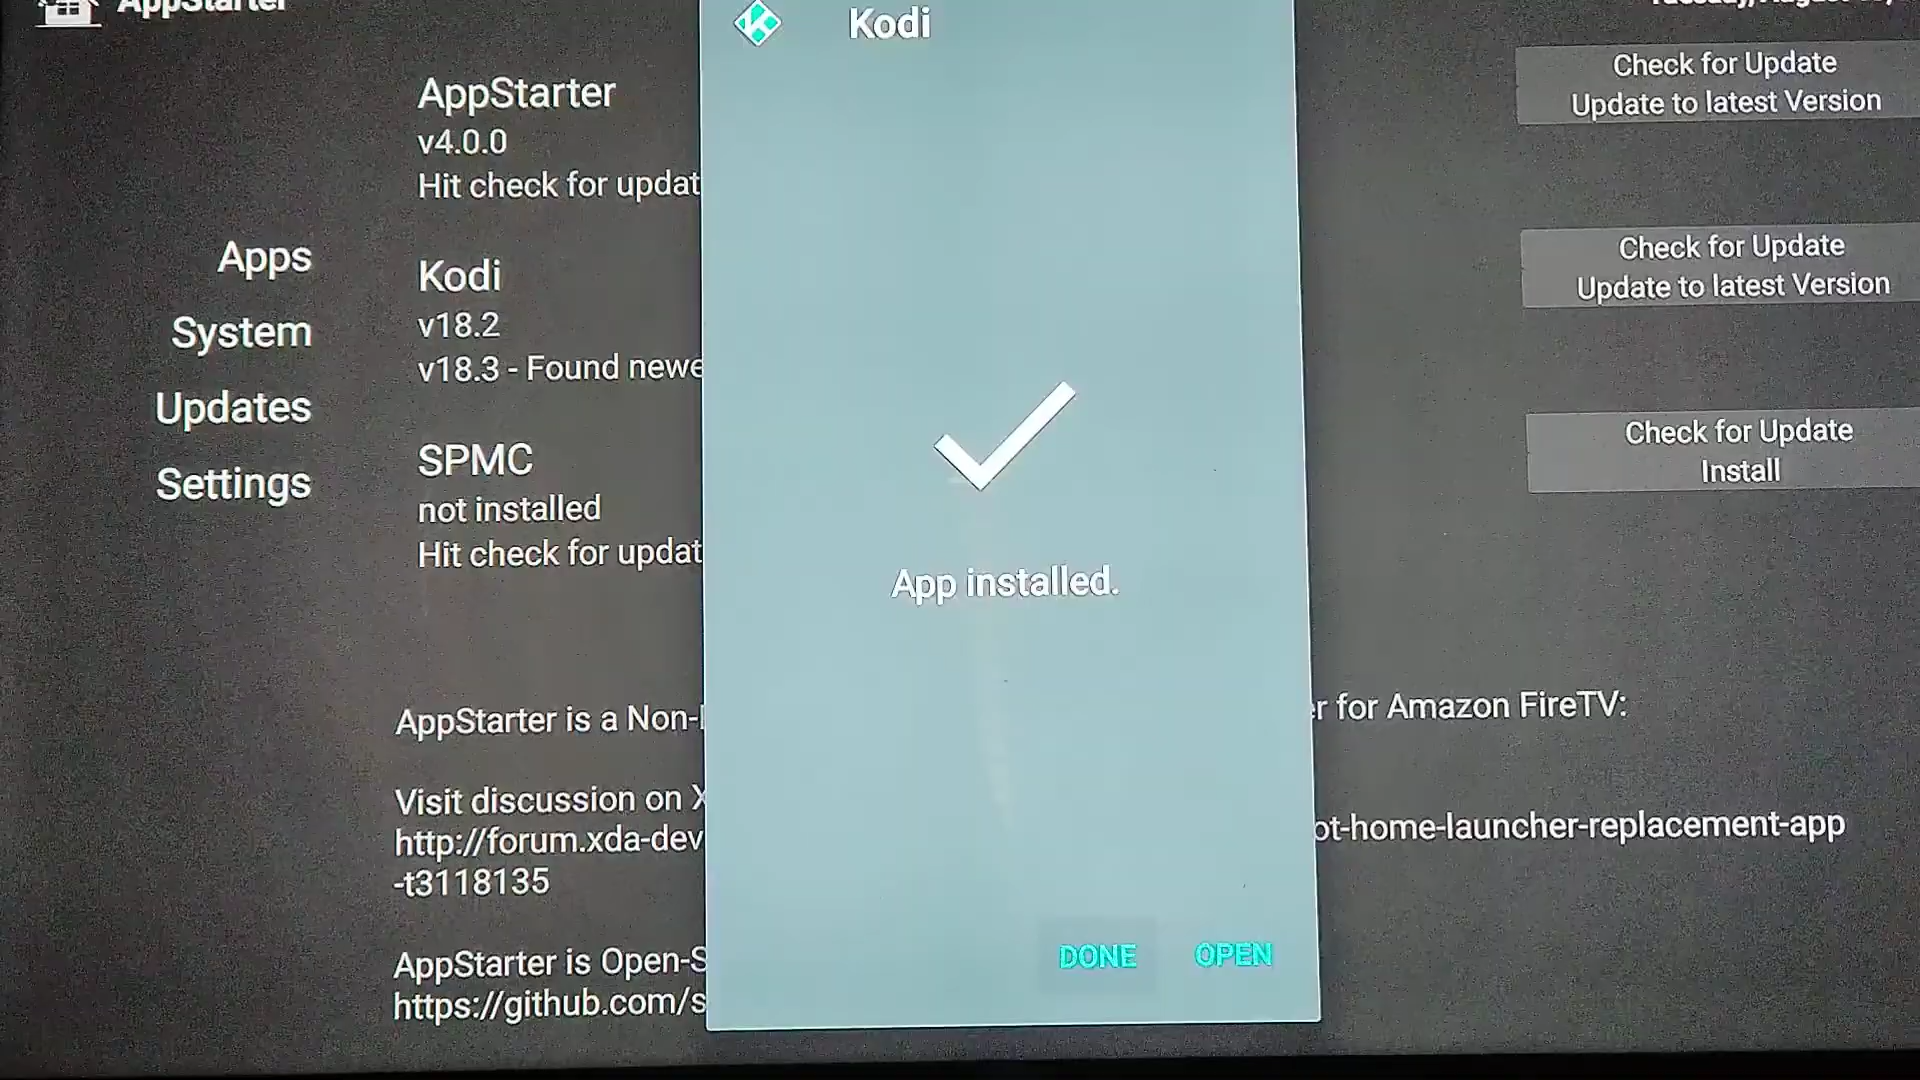 AppStarter
Kodi
Check for Update
Update to latest Version
AppStarter
v4.0.0
Hit check for updat
Apps
System
Updates
Settings
Kodi
v18.2
v18.3 - Found newe
Check for Update
Update to latest Version
SPMC
not installed
Hit check for updat
Check for Update
Install
App installed.
AppStarter is a Non-
er for Amazon FireTV:
Visit discussion on X
http://forum.xda-dev
ot-home-launcher-replacement-app
-t3118135
AppStarter is Open-S
https://github.com/s
DONE
OPEN